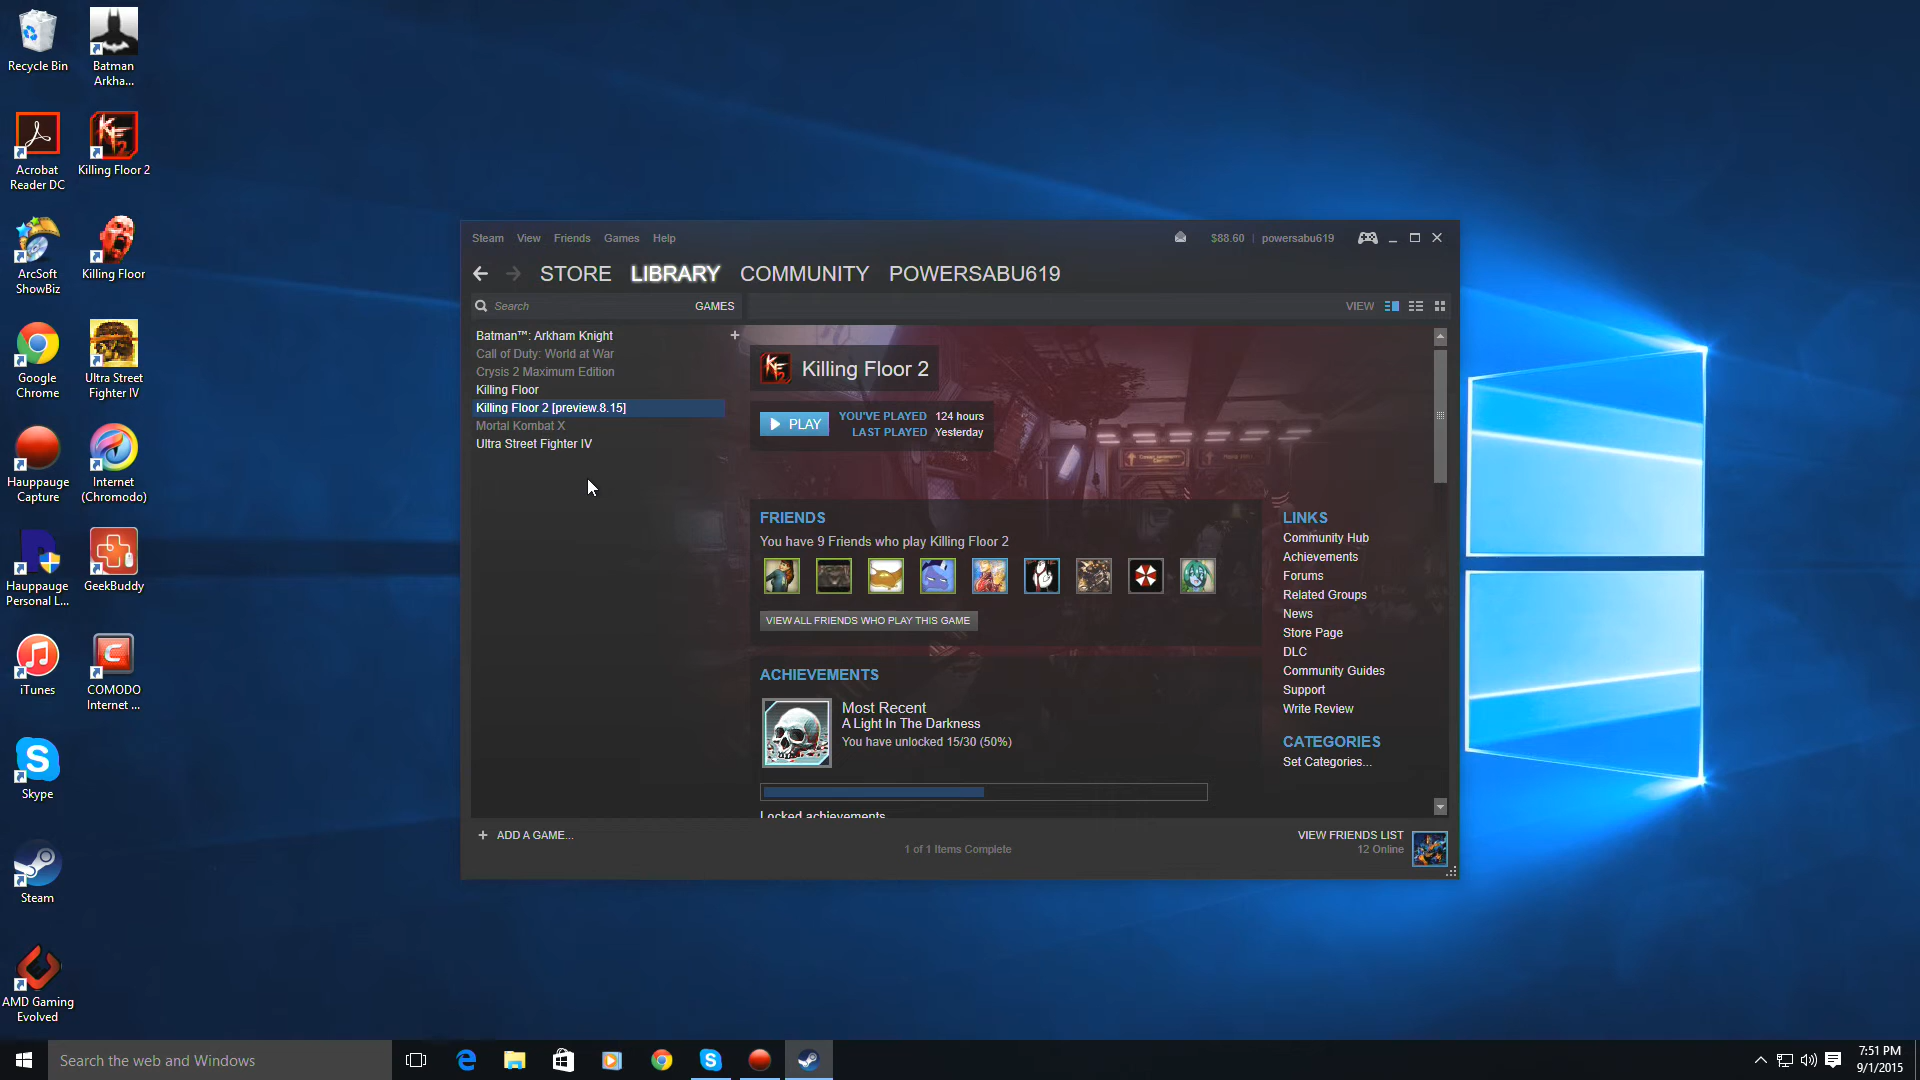 Recycle Bin
Batman
Arkha...
Acrobat
Reader DC
Killing Floor 2
ArcSoft
ShowBiz
Killing Floor
Google
Chrome
Ultra Street
Fighter IV
Hauppauge
Capture
Internet
(Chromodo)
Hauppauge
Personal L...
GeekBuddy
iTunes
COMODO
Internet ...
Skype
Steam
AMD Gaming
Evolved
Steam View Friends Games Help
$88.60 | powersabu619
STORE LIBRARY COMMUNITY POWERSABU619
Search GAMES
VIEW
Batman™: Arkham Knight
Call of Duty: World at War
Crysis 2 Maximum Edition
Killing Floor
Killing Floor 2 [preview.8.15]
Mortal Kombat X
Ultra Street Fighter IV
Killing Floor 2
PLAY
YOU'VE PLAYED 124 hours
LAST PLAYED Yesterday
FRIENDS
You have 9 Friends who play Killing Floor 2
VIEW ALL FRIENDS WHO PLAY THIS GAME
ACHIEVEMENTS
Most Recent
A Light In The Darkness
You have unlocked 15/30 (50%)
Locked achievements
LINKS
Community Hub
Achievements
Forums
Related Groups
News
Store Page
DLC
Community Guides
Support
Write Review
CATEGORIES
Set Categories...
+ ADD A GAME...
1 of 1 Items Complete
VIEW FRIENDS LIST
12 Online
Search the web and Windows
7:51 PM
9/1/2015